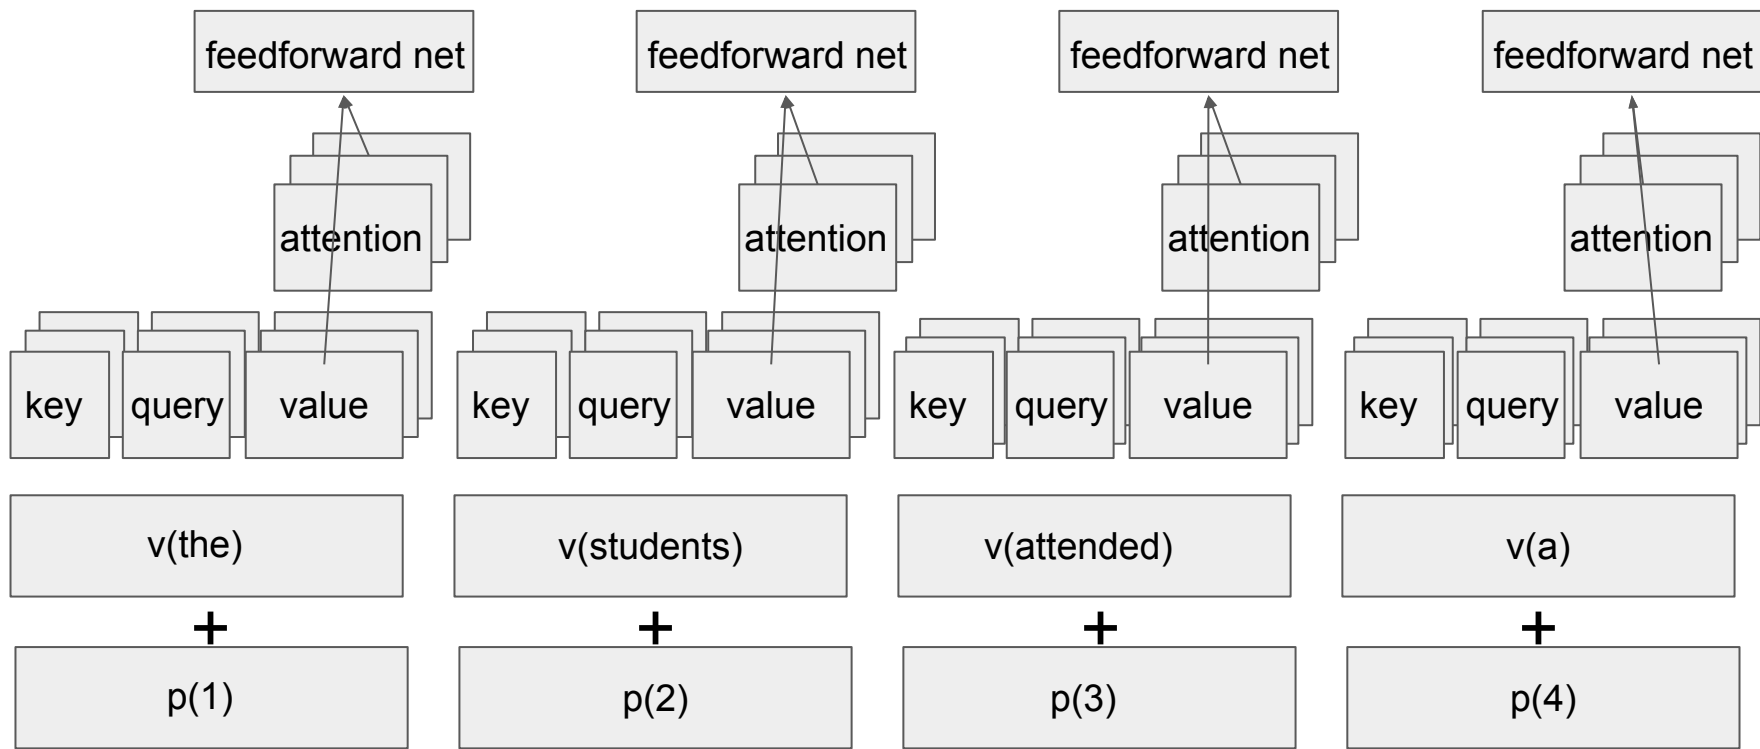 feedforward net feedforward net feedforward net feedforward net
attention attention attention attention
key query value key query value key query value key query value
v(the) v(students) v(attended) v(a)
+ + + +
p(1) p(2) p(3) p(4)